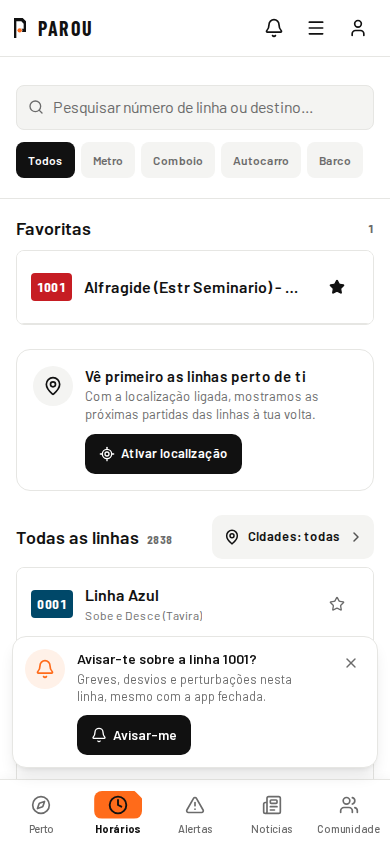 PAROU
Pesquisar número de linha ou destino...
Todos
Metro
Comboio
Autocarro
Barco
Favoritas
1
1001
Alfragide (Estr Seminario) - ...
Vê primeiro as linhas perto de ti
Com a localização ligada, mostramos as
próximas partidas das linhas à tua volta.
Ativar localização
Todas as linhas 2838
Cidades: todas
0001
Linha Azul
Sobe e Desce (Tavira)
Avisar-te sobre a linha 1001?
Greves, desvios e perturbações nesta
linha, mesmo com a app fechada.
Avisar-me
Perto
Horários
Alertas
Notícias
Comunidade